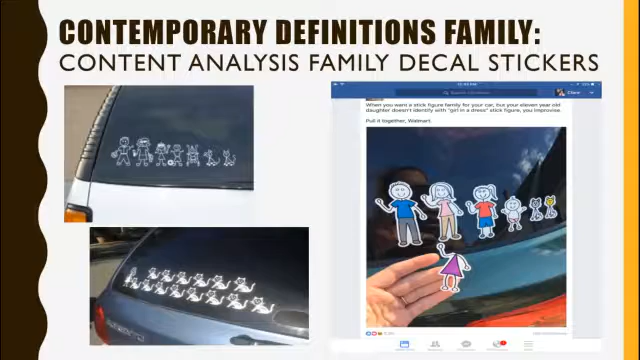 CONTEMPORARY DEFINITIONS FAMILY:
CONTENT ANALYSIS FAMILY DECAL STICKERS
When you want a stick figure family for your car, but your eleven year old
daughter doesn't identify with "girl in a dress" stick figure, you improvise.
Pull it together, Walmart.